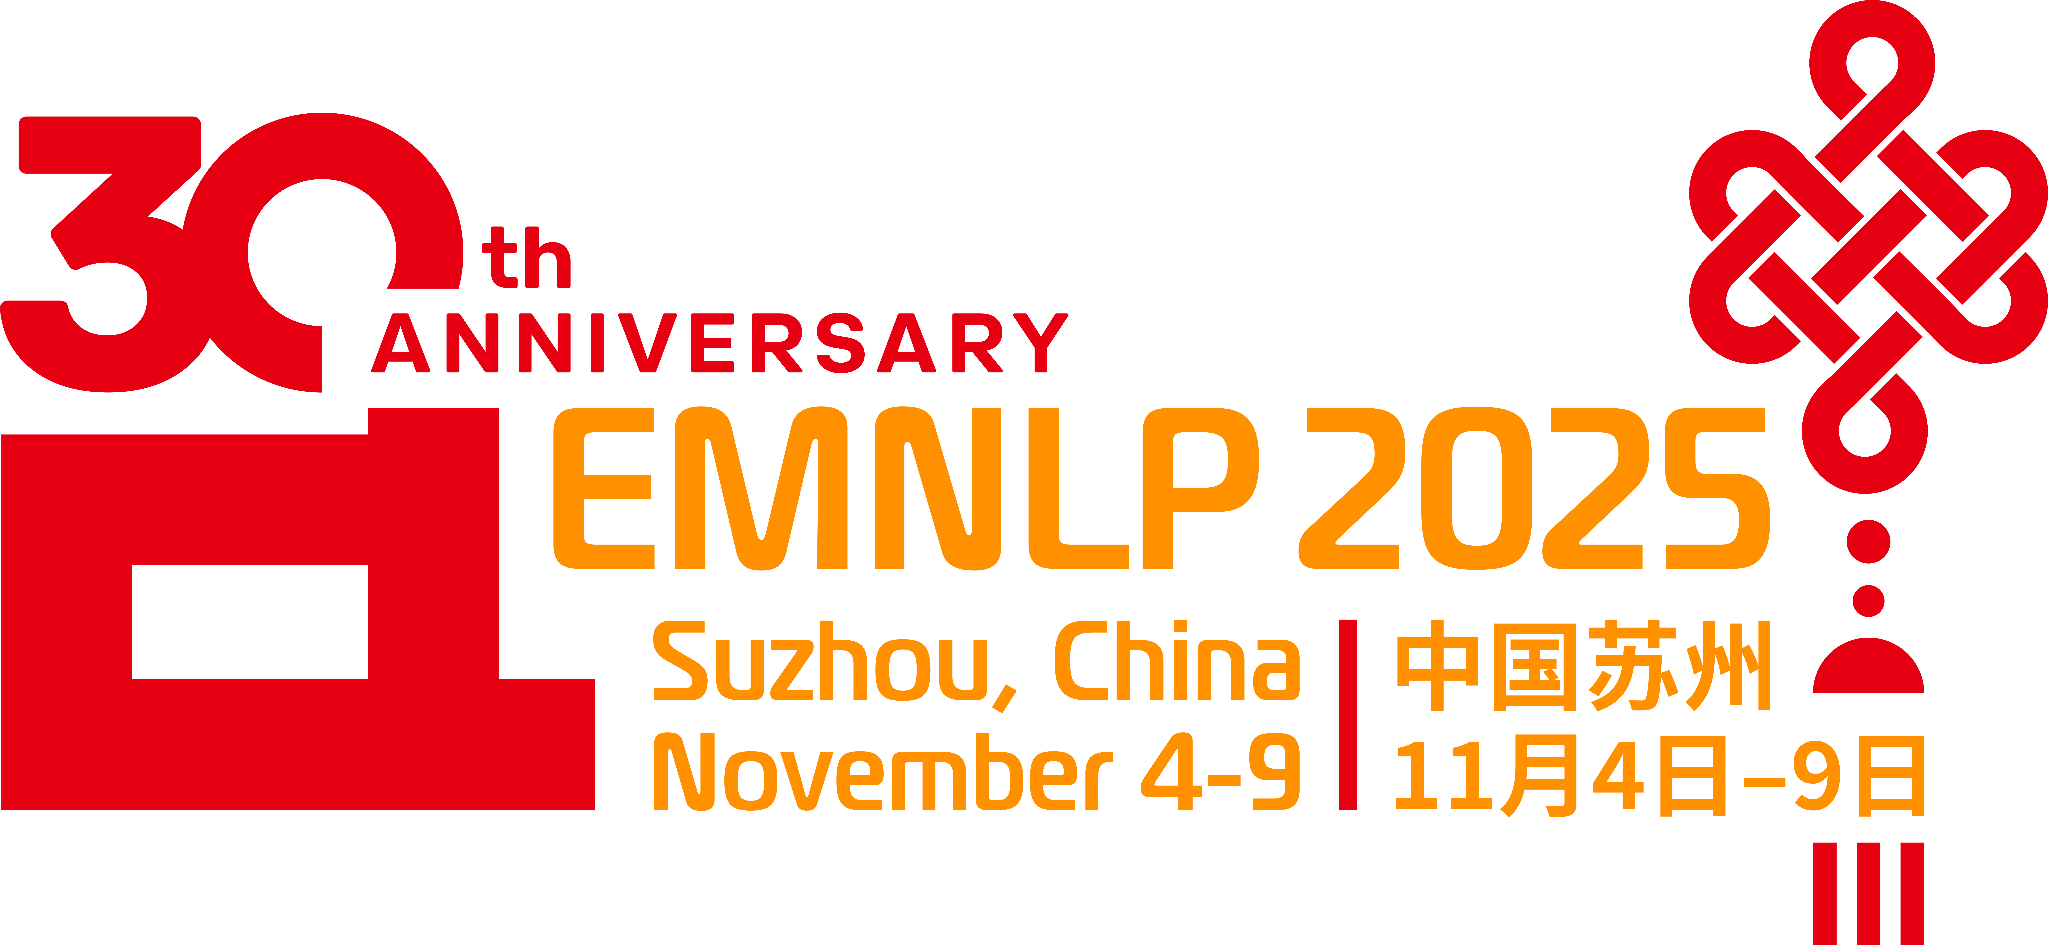 30th
ANNIVERSARY
EMNLP 2025
Suzhou, China
November 4-9
中国苏州
11月4日–9日